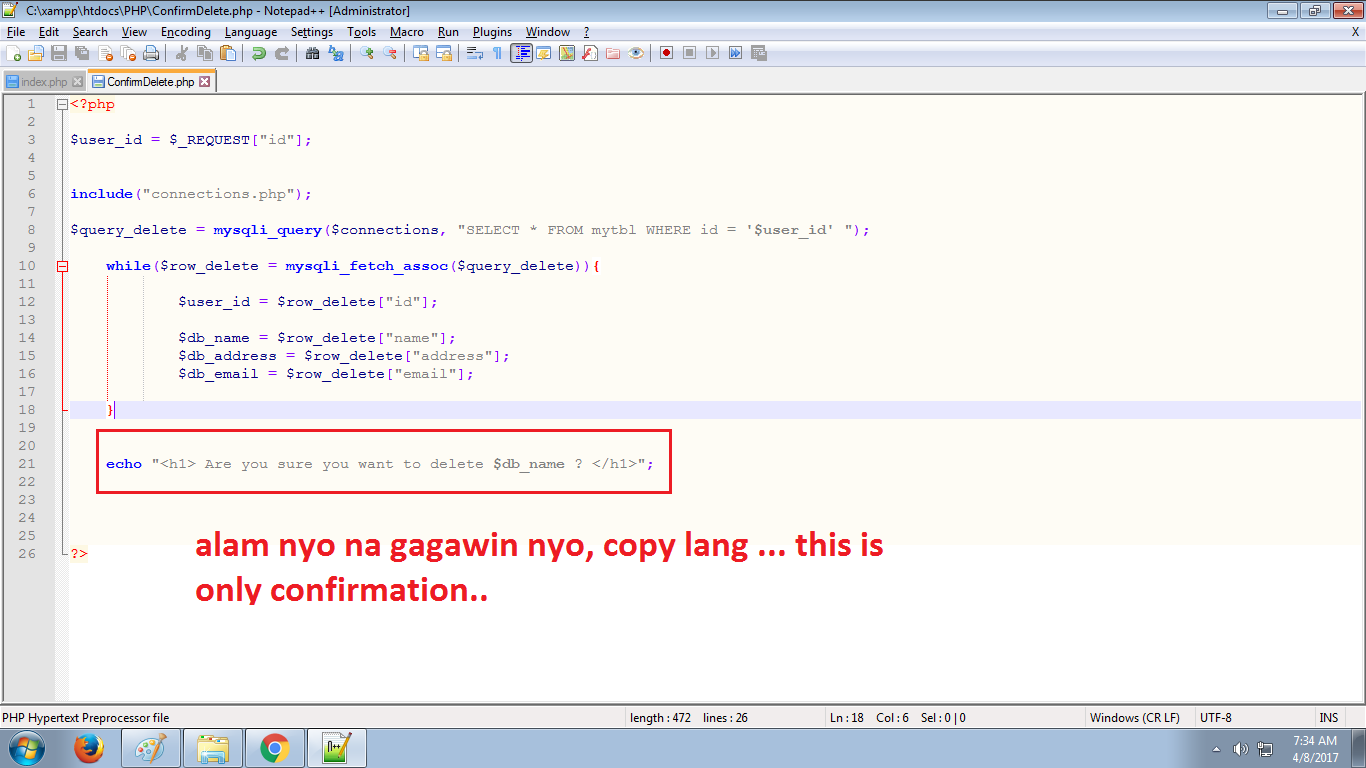 C:\xampp\htdocs\PHP\ConfirmDelete.php - Notepad++ [Administrator]
File Edit Search View Encoding Language Settings Tools Macro Run Plugins Window ? X
index.php ConfirmDelete.php
1 <?php
2
3 $user_id = $_REQUEST["id"];
4
5
6 include("connections.php");
7
8 $query_delete = mysqli_query($connections, "SELECT * FROM mytbl WHERE id = '$user_id' ");
9
10 while($row_delete = mysqli_fetch_assoc($query_delete)){
11
12 $user_id = $row_delete["id"];
13
14 $db_name = $row_delete["name"];
15 $db_address = $row_delete["address"];
16 $db_email = $row_delete["email"];
17
18 }
19
20
21 echo "<h1> Are you sure you want to delete $db_name ? </h1>";
22
23
24
25
26 ?>
alam nyo na gagawin nyo, copy lang ... this is
only confirmation..
PHP Hypertext Preprocessor file length : 472 lines : 26 Ln : 18 Col : 6 Sel : 0 | 0 Windows (CR LF) UTF-8 INS
7:34 AM
4/8/2017